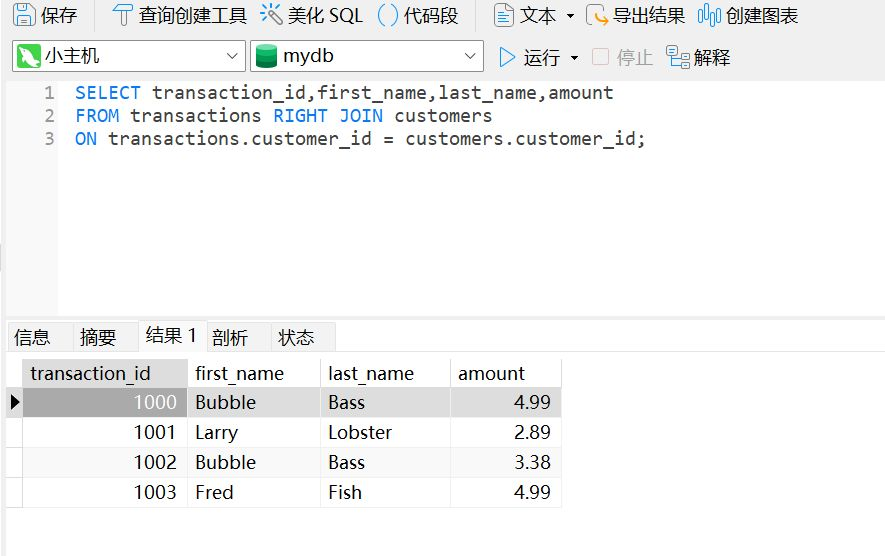 保存 查询创建工具 美化 SQL 代码段 文本 导出结果 创建图表
小主机 mydb 运行 停止 解释
1 SELECT transaction_id,first_name,last_name,amount
2 FROM transactions RIGHT JOIN customers
3 ON transactions.customer_id = customers.customer_id;
信息 摘要 结果 1 剖析 状态
transaction_id first_name last_name amount
1000 Bubble Bass 4.99
1001 Larry Lobster 2.89
1002 Bubble Bass 3.38
1003 Fred Fish 4.99